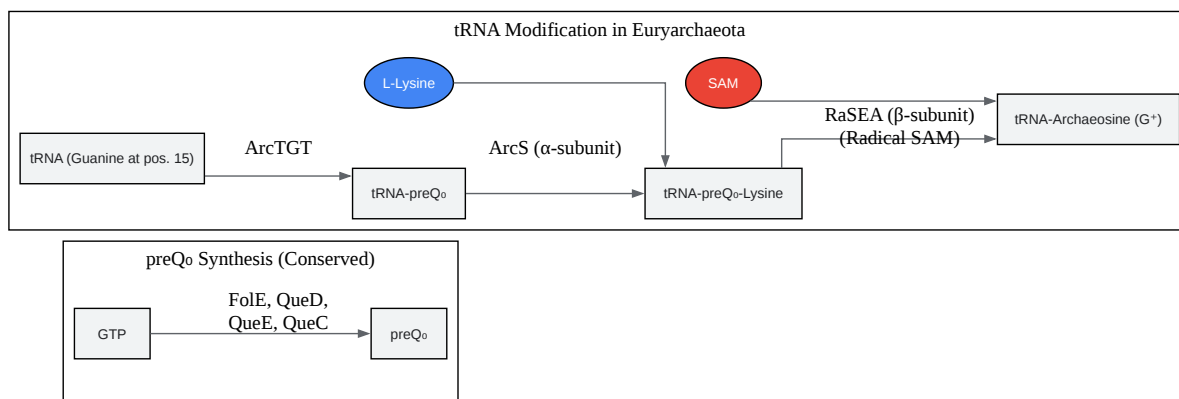 tRNA Modification in Euryarchaeota
L-Lysine
SAM
RaSEA (β-subunit)
(Radical SAM)
tRNA-Archaeosine (G⁺)
tRNA (Guanine at pos. 15)
ArcTGT
ArcS (α-subunit)
tRNA-preQ₀
tRNA-preQ₀-Lysine
preQ₀ Synthesis (Conserved)
GTP
FolE, QueD,
QueE, QueC
preQ₀